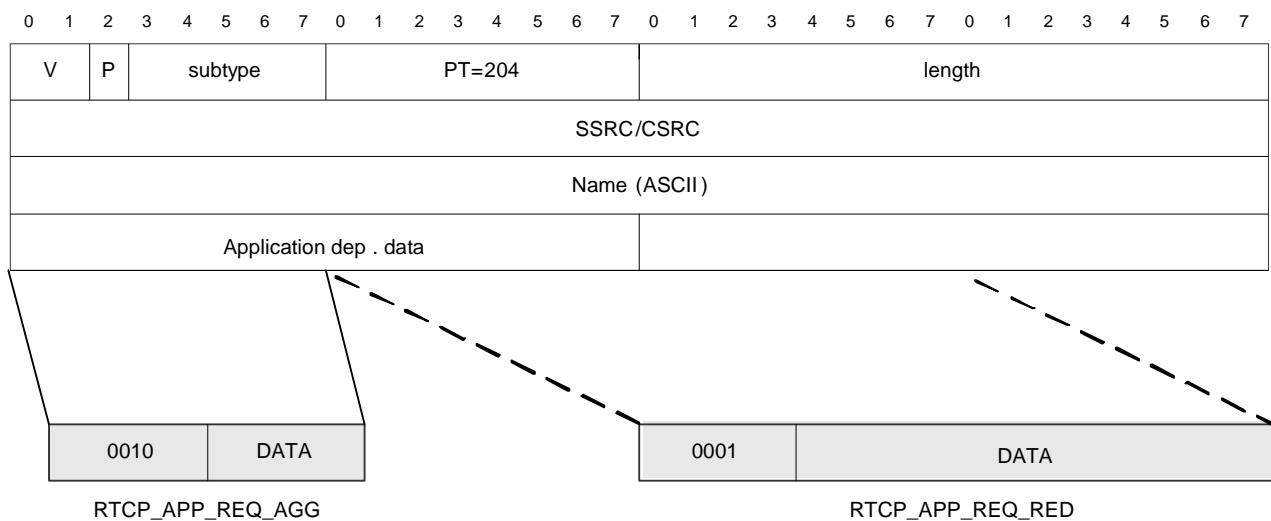 0 1 2 3 4 5 6 7 0 1 2 3 4 5 6 7 0 1 2 3 4 5 6 7 0 1 2 3 4 5 6 7
V P subtype PT=204 length
SSRC/CSRC
Name (ASCII)
Application dep . data
0010 DATA 0001 DATA
RTCP_APP_REQ_AGG RTCP_APP_REQ_RED